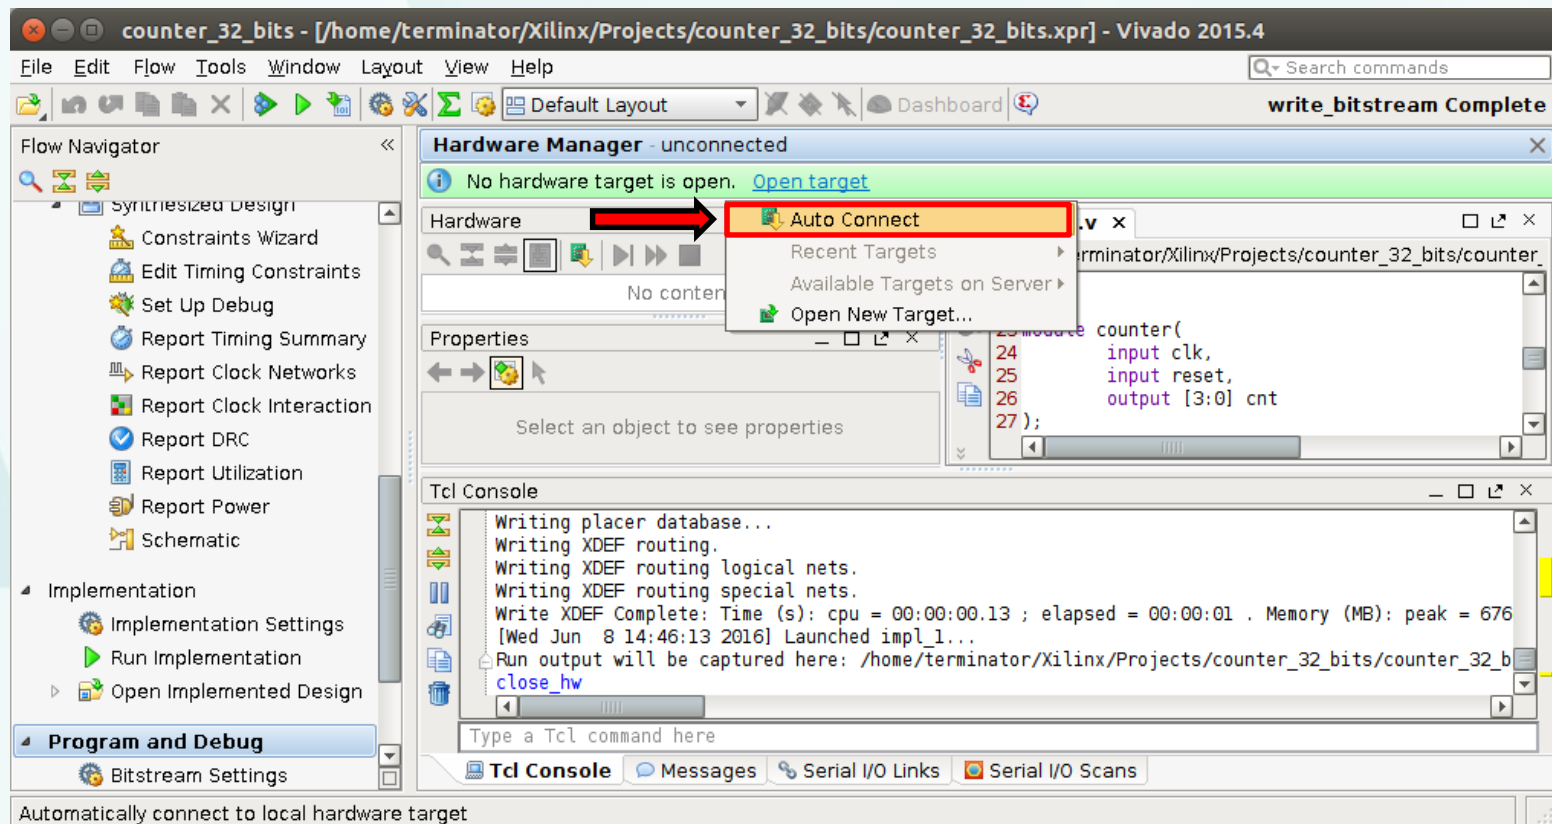 counter_32_bits - [/home/terminator/Xilinx/Projects/counter_32_bits/counter_32_bits.xpr] - Vivado 2015.4
File Edit Flow Tools Window Layout View Help
Search commands
Default Layout
Dashboard
write_bitstream Complete
Flow Navigator
Synthesized Design
Constraints Wizard
Edit Timing Constraints
Set Up Debug
Report Timing Summary
Report Clock Networks
Report Clock Interaction
Report DRC
Report Utilization
Report Power
Schematic
Implementation
Implementation Settings
Run Implementation
Open Implemented Design
Program and Debug
Bitstream Settings
Hardware Manager - unconnected
No hardware target is open. Open target
Hardware
No conten
Auto Connect
Recent Targets
Available Targets on Server
Open New Target...
Properties
Select an object to see properties
.v
rminator/Xilinx/Projects/counter_32_bits/counter_
23 module counter(
24 input clk,
25 input reset,
26 output [3:0] cnt
27 );
Tcl Console
Writing placer database...
Writing XDEF routing.
Writing XDEF routing logical nets.
Writing XDEF routing special nets.
Write XDEF Complete: Time (s): cpu = 00:00:00.13 ; elapsed = 00:00:01 . Memory (MB): peak = 676
[Wed Jun  8 14:46:13 2016] Launched impl_1...
Run output will be captured here: /home/terminator/Xilinx/Projects/counter_32_bits/counter_32_b
close_hw
Type a Tcl command here
Tcl Console Messages Serial I/O Links Serial I/O Scans
Automatically connect to local hardware target